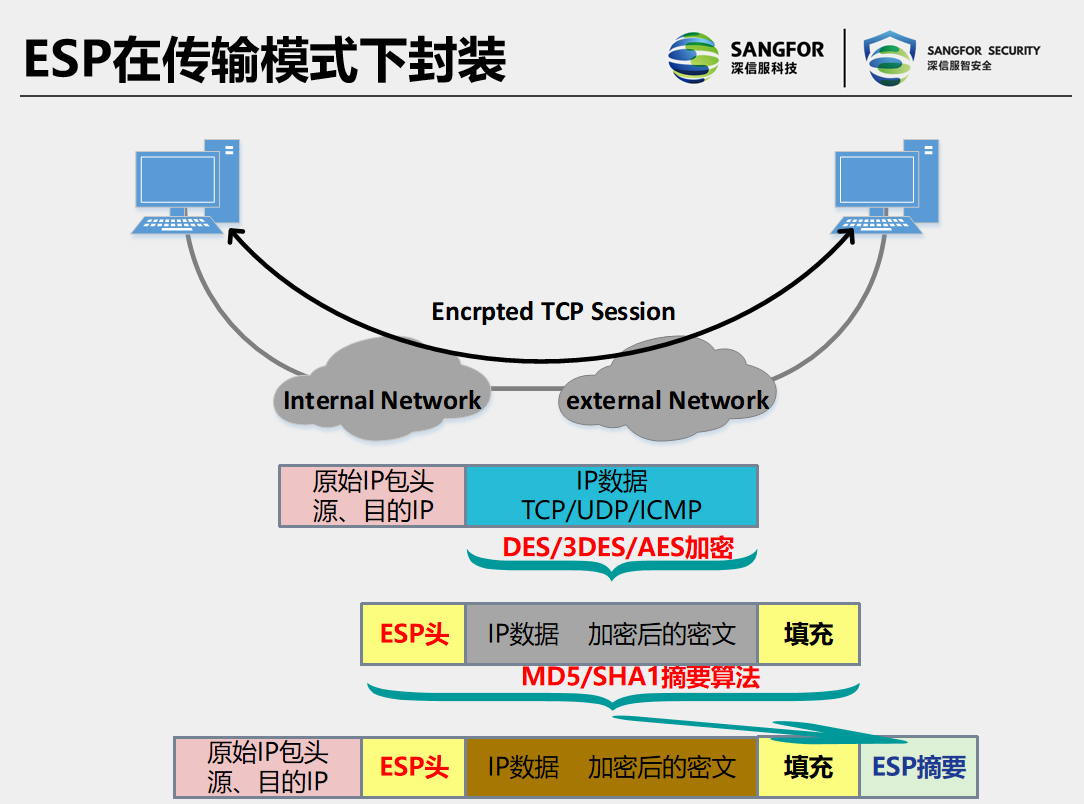 ESP在传输模式下封装
SANGFOR
深信服科技
SANGFOR SECURITY
深信服智安全
Encrpted TCP Session
Internal Network
external Network
原始IP包头
源、目的IP
IP数据
TCP/UDP/ICMP
DES/3DES/AES加密
ESP头
IP数据 加密后的密文
填充
MD5/SHA1摘要算法
原始IP包头
源、目的IP
ESP头
IP数据 加密后的密文
填充
ESP摘要